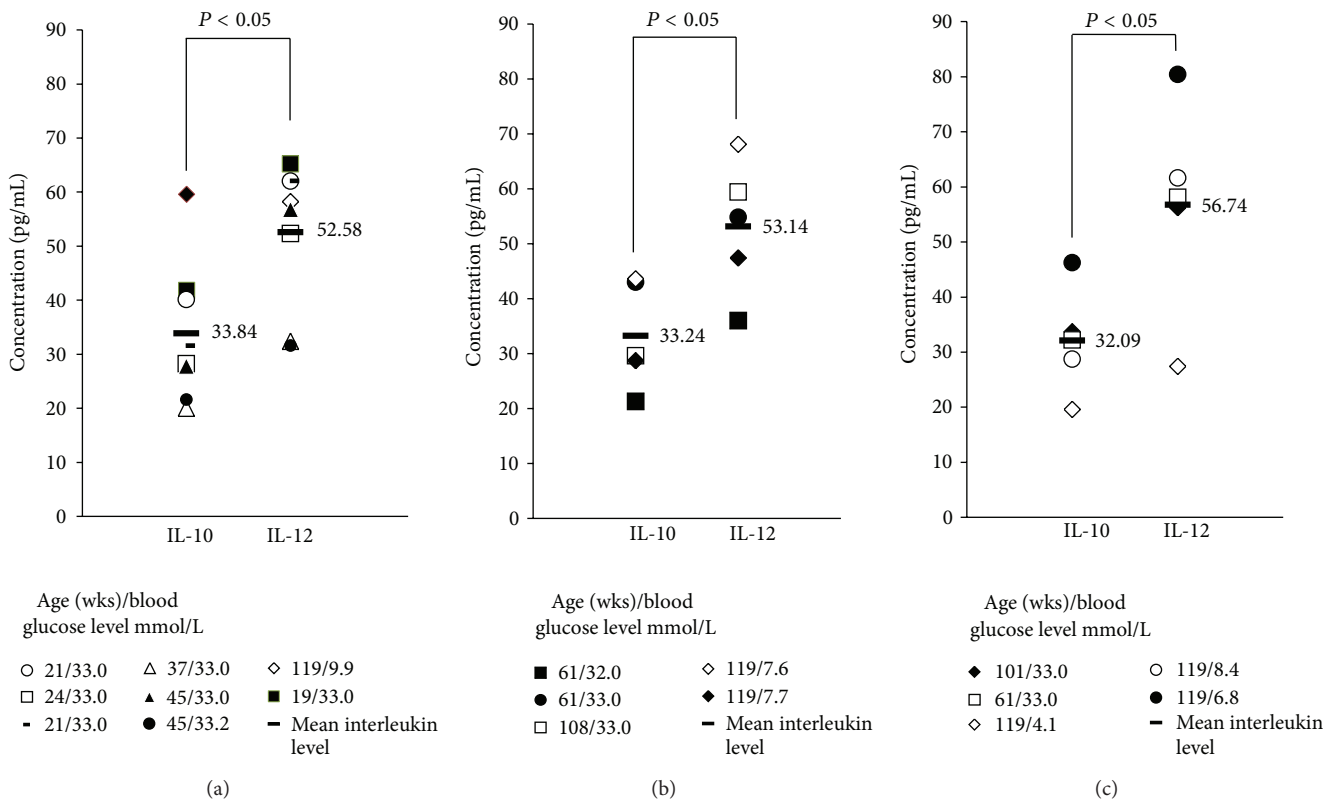 P < 0.05
90
80
70
60
50
40
30
20
10
0
Concentration (pg/mL)
52.58
33.84
IL-10 IL-12
Age (wks)/blood
glucose level mmol/L
21/33.0 37/33.0 119/9.9
24/33.0 45/33.0 19/33.0
21/33.0 45/33.2 Mean interleukin
level
(a)
P < 0.05
90
80
70
60
50
40
30
20
10
0
Concentration (pg/mL)
53.14
33.24
IL-10 IL-12
Age (wks)/blood
glucose level mmol/L
61/32.0 119/7.6
61/33.0 119/7.7
108/33.0 Mean interleukin
level
(b)
P < 0.05
90
80
70
60
50
40
30
20
10
0
Concentration (pg/mL)
56.74
32.09
IL-10 IL-12
Age (wks)/blood
glucose level mmol/L
101/33.0 119/8.4
61/33.0 119/6.8
119/4.1 Mean interleukin
level
(c)